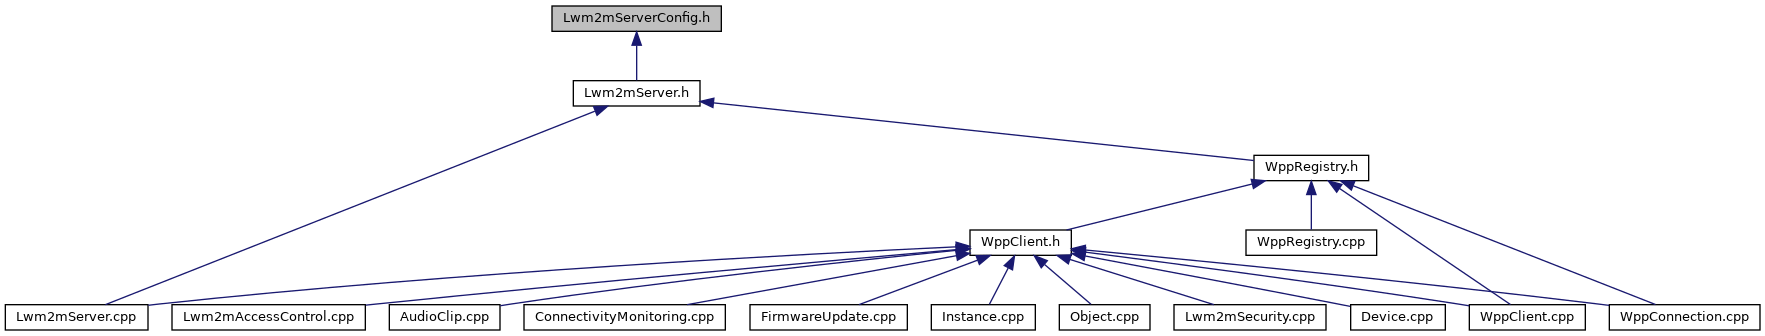 Lwm2mServerConfig.h
Lwm2mServer.h
WppRegistry.h
WppClient.h
WppRegistry.cpp
Lwm2mServer.cpp
Lwm2mAccessControl.cpp
AudioClip.cpp
ConnectivityMonitoring.cpp
FirmwareUpdate.cpp
Instance.cpp
Object.cpp
Lwm2mSecurity.cpp
Device.cpp
WppClient.cpp
WppConnection.cpp